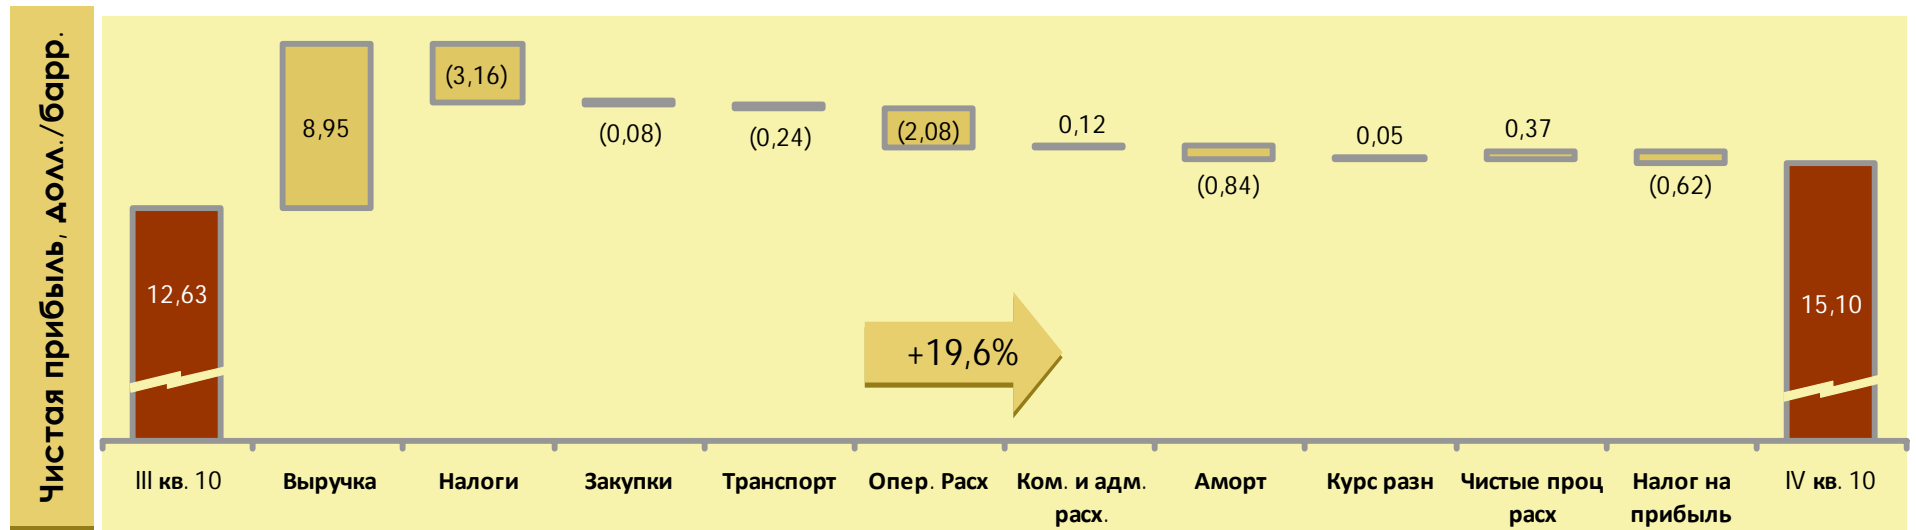 Чистая прибыль, долл./барр.
12,63
8,95
(3,16)
(0,08)
(0,24)
(2,08)
0,12
(0,84)
0,05
0,37
(0,62)
15,10
+19,6%
III кв. 10
Выручка
Налоги
Закупки
Транспорт
Опер. Расх
Ком. и адм.
расх.
Аморт
Курс разн
Чистые проц
расх
Налог на
прибыль
IV кв. 10